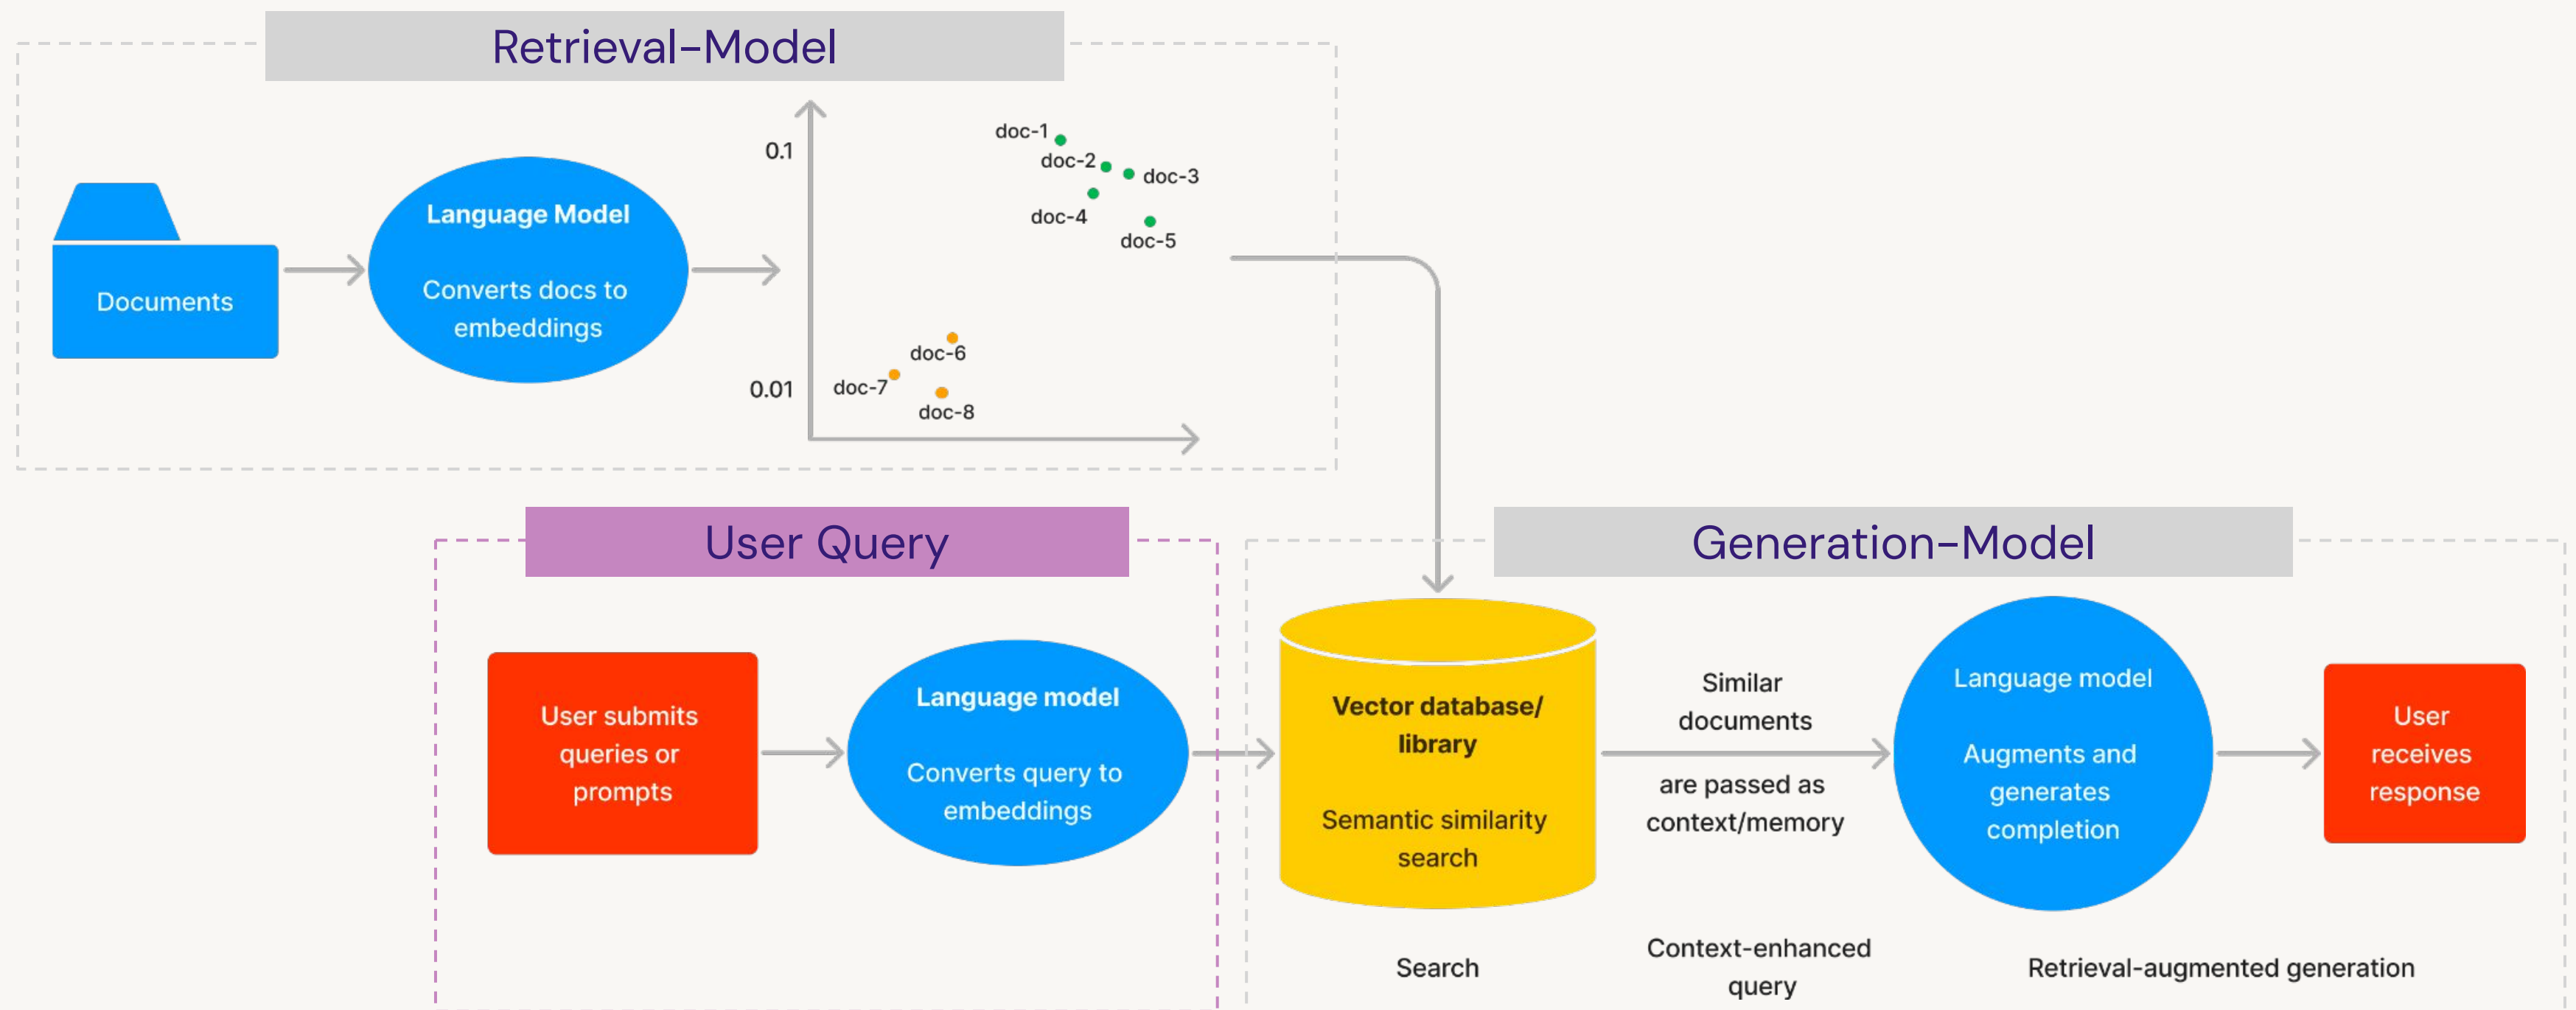 Retrieval-Model
Documents
Language Model
Converts docs to
embeddings
0.1
0.01
doc-1
doc-2
doc-3
doc-4
doc-5
doc-6
doc-7
doc-8
User Query
User submits
queries or
prompts
Language model
Converts query to
embeddings
Generation-Model
Vector database/
library
Semantic similarity
search
Similar
documents
are passed as
context/memory
Language model
Augments and
generates
completion
User
receives
response
Search
Context-enhanced
query
Retrieval-augmented generation